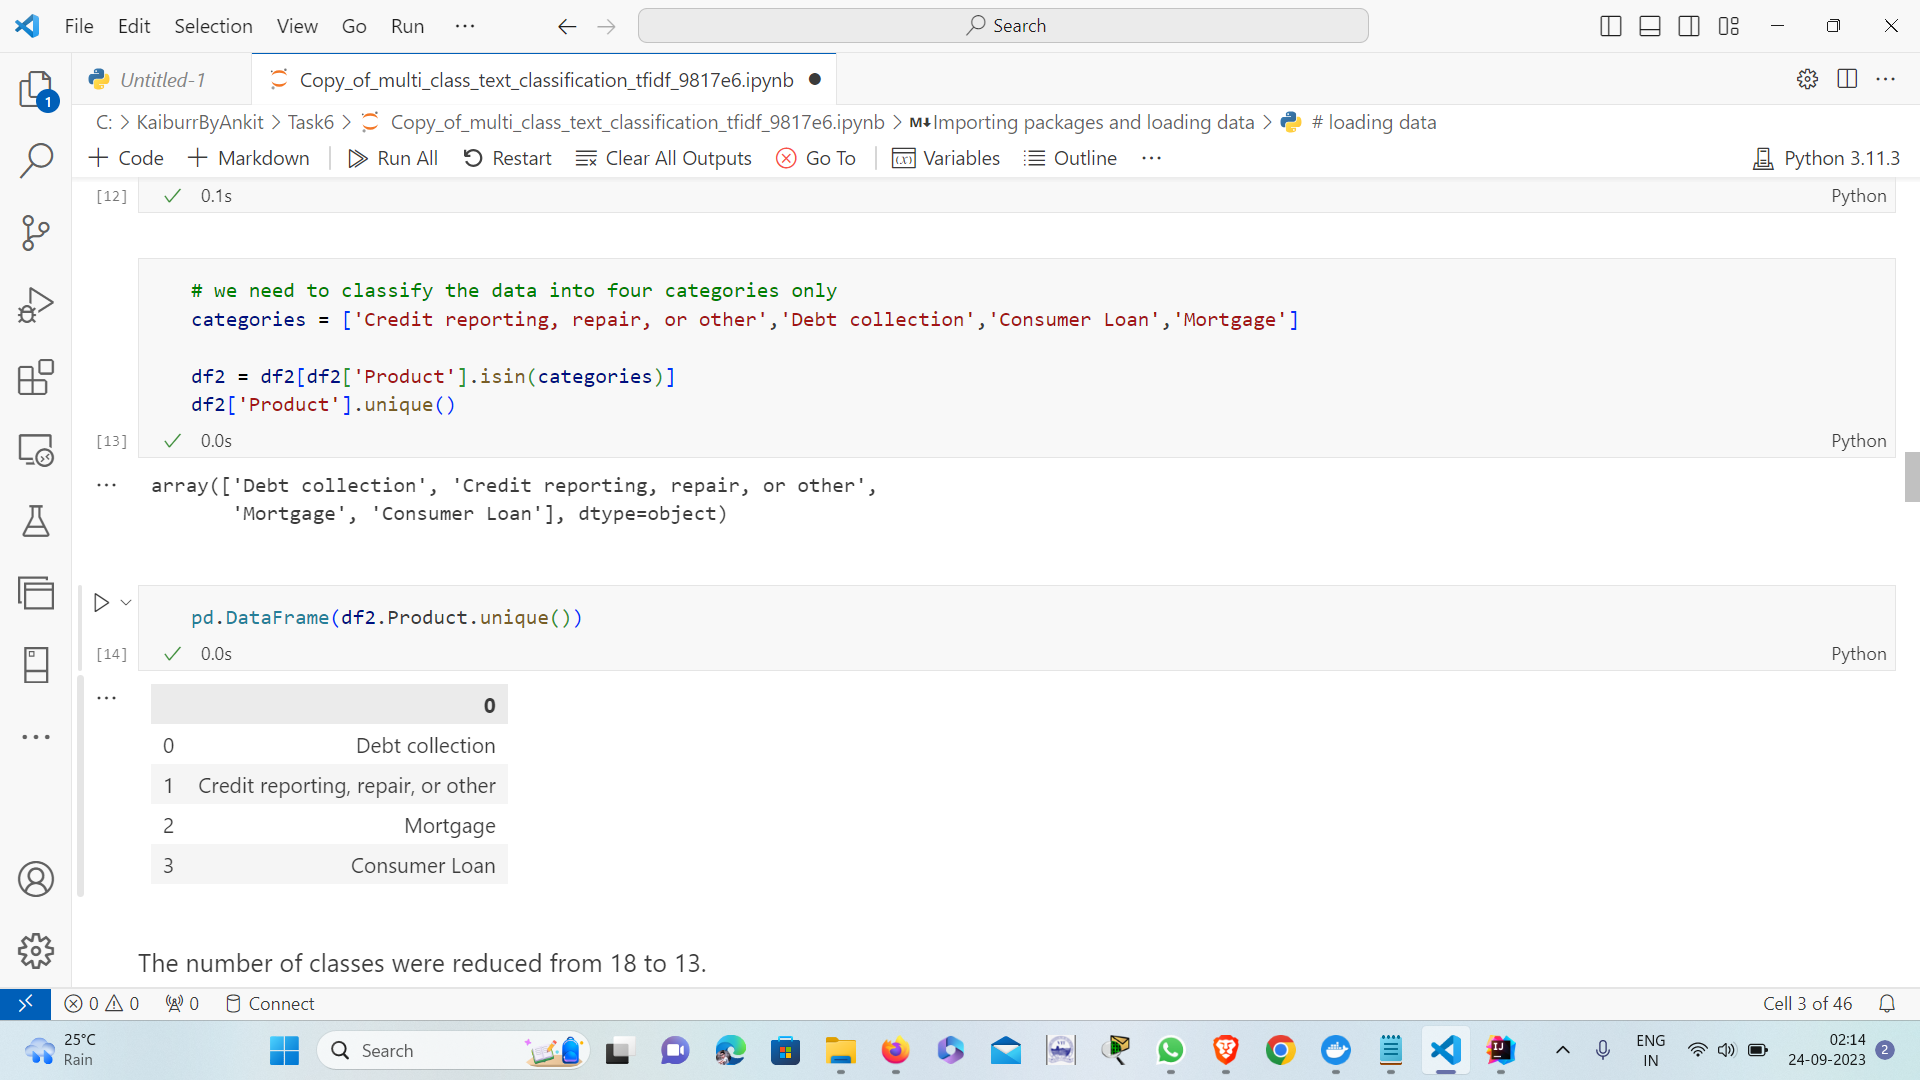 File Edit Selection View Go Run ··· Search
Untitled-1 Copy_of_multi_class_text_classification_tfidf_9817e6.ipynb
C: > KaiburrByAnkit > Task6 > Copy_of_multi_class_text_classification_tfidf_9817e6.ipynb > M↓Importing packages and loading data > # loading data
+ Code + Markdown Run All Restart Clear All Outputs Go To Variables Outline ··· Python 3.11.3
1
[12] ✓ 0.1s Python
# we need to classify the data into four categories only
categories = ['Credit reporting, repair, or other','Debt collection','Consumer Loan','Mortgage']
df2 = df2[df2['Product'].isin(categories)]
df2['Product'].unique()
[13] ✓ 0.0s Python
array(['Debt collection', 'Credit reporting, repair, or other',
'Mortgage', 'Consumer Loan'], dtype=object)
pd.DataFrame(df2.Product.unique())
[14] ✓ 0.0s Python
0
0 Debt collection
1 Credit reporting, repair, or other
2 Mortgage
3 Consumer Loan
The number of classes were reduced from 18 to 13.
0 0 0 Connect Cell 3 of 46
25°C
Rain
Search
ENG
IN
02:14
24-09-2023
2